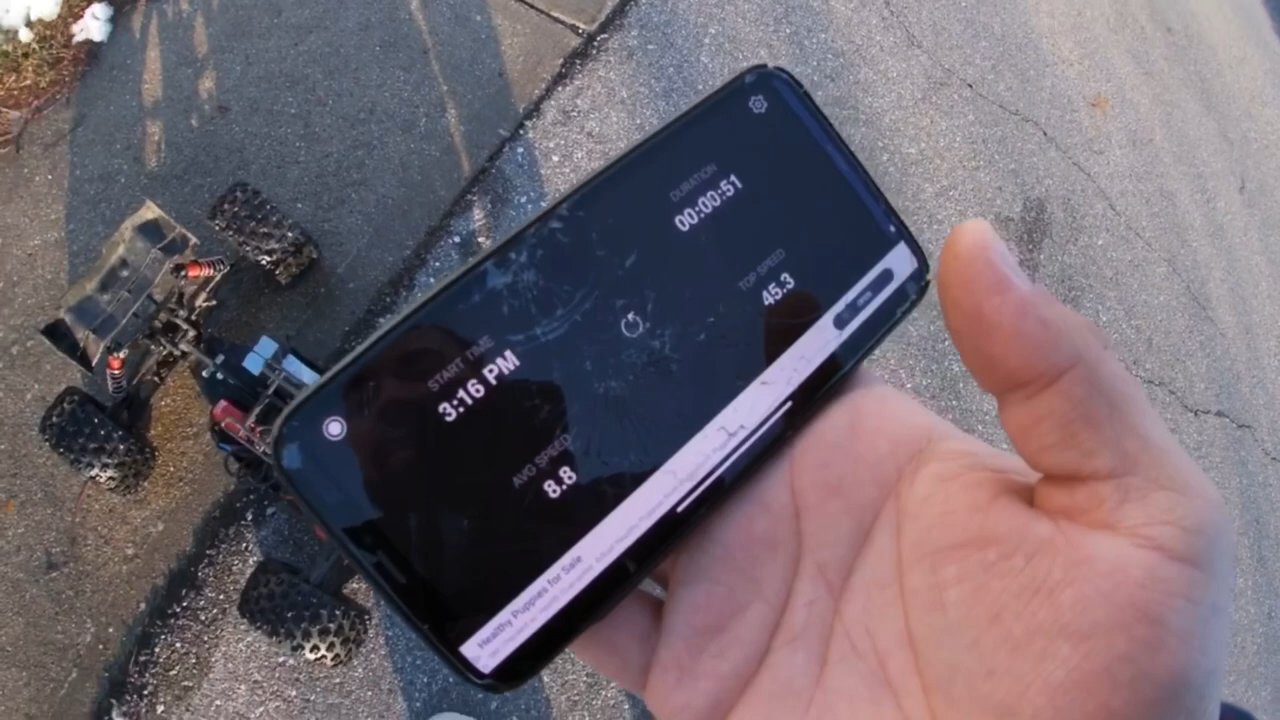 START TIME
3:16 PM
DURATION
00:00:51
AVG SPEED
8.8
TOP SPEED
45.3
Healthy Puppies for Sale